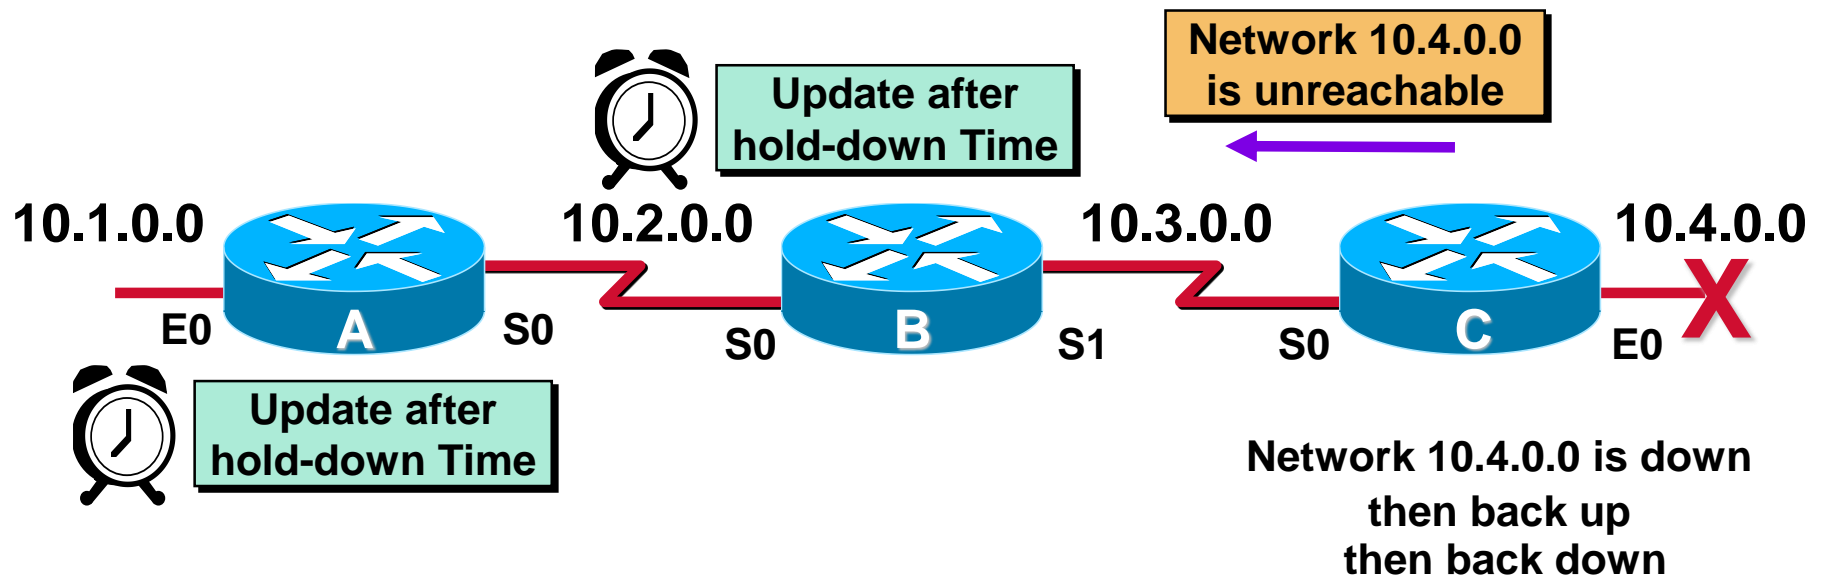 Network 10.4.0.0
is unreachable
Update after
hold-down Time
10.1.0.0
10.2.0.0
10.3.0.0
10.4.0.0
E0
A
S0
S0
B
S1
S0
C
E0
X
Update after
hold-down Time
Network 10.4.0.0 is down
then back up
then back down